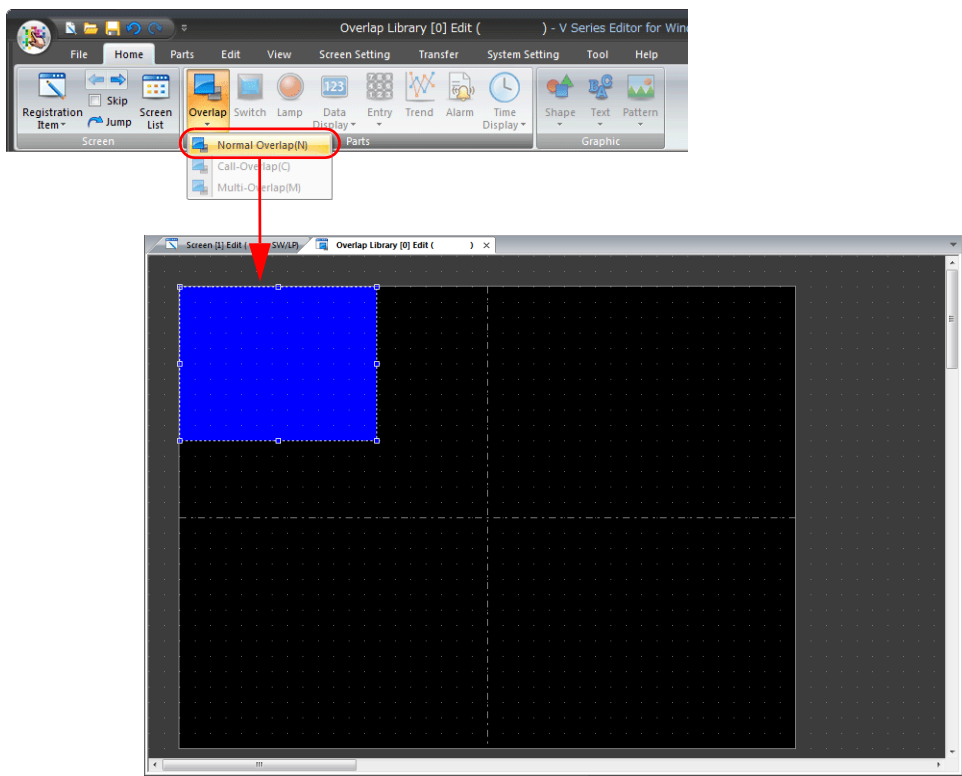 Overlap Library [0] Edit ( ) - V Series Editor for Wind
File Home Parts Edit View Screen Setting Transfer System Setting Tool Help
Registration Item
Skip
Jump
Screen List
Overlap
Switch
Lamp
123
Data Display
Entry
Trend
Alarm
Time Display
Shape
Text
Pattern
Screen
Parts
Graphic
Normal Overlap(N)
Call-Overlap(C)
Multi-Overlap(M)
Screen [1] Edit ( SW/LP)
Overlap Library [0] Edit ( )